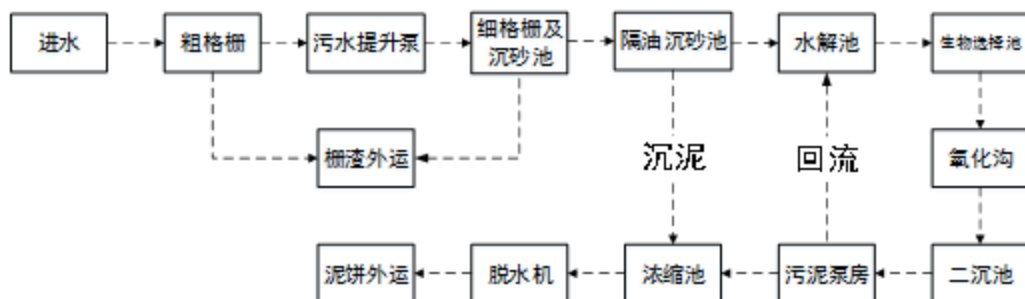 进水
粗格栅
污水提升泵
细格栅及
沉砂池
隔油沉砂池
水解池
生物选择池
栅渣外运
沉泥
回流
氧化沟
泥饼外运
脱水机
浓缩池
污泥泵房
二沉池